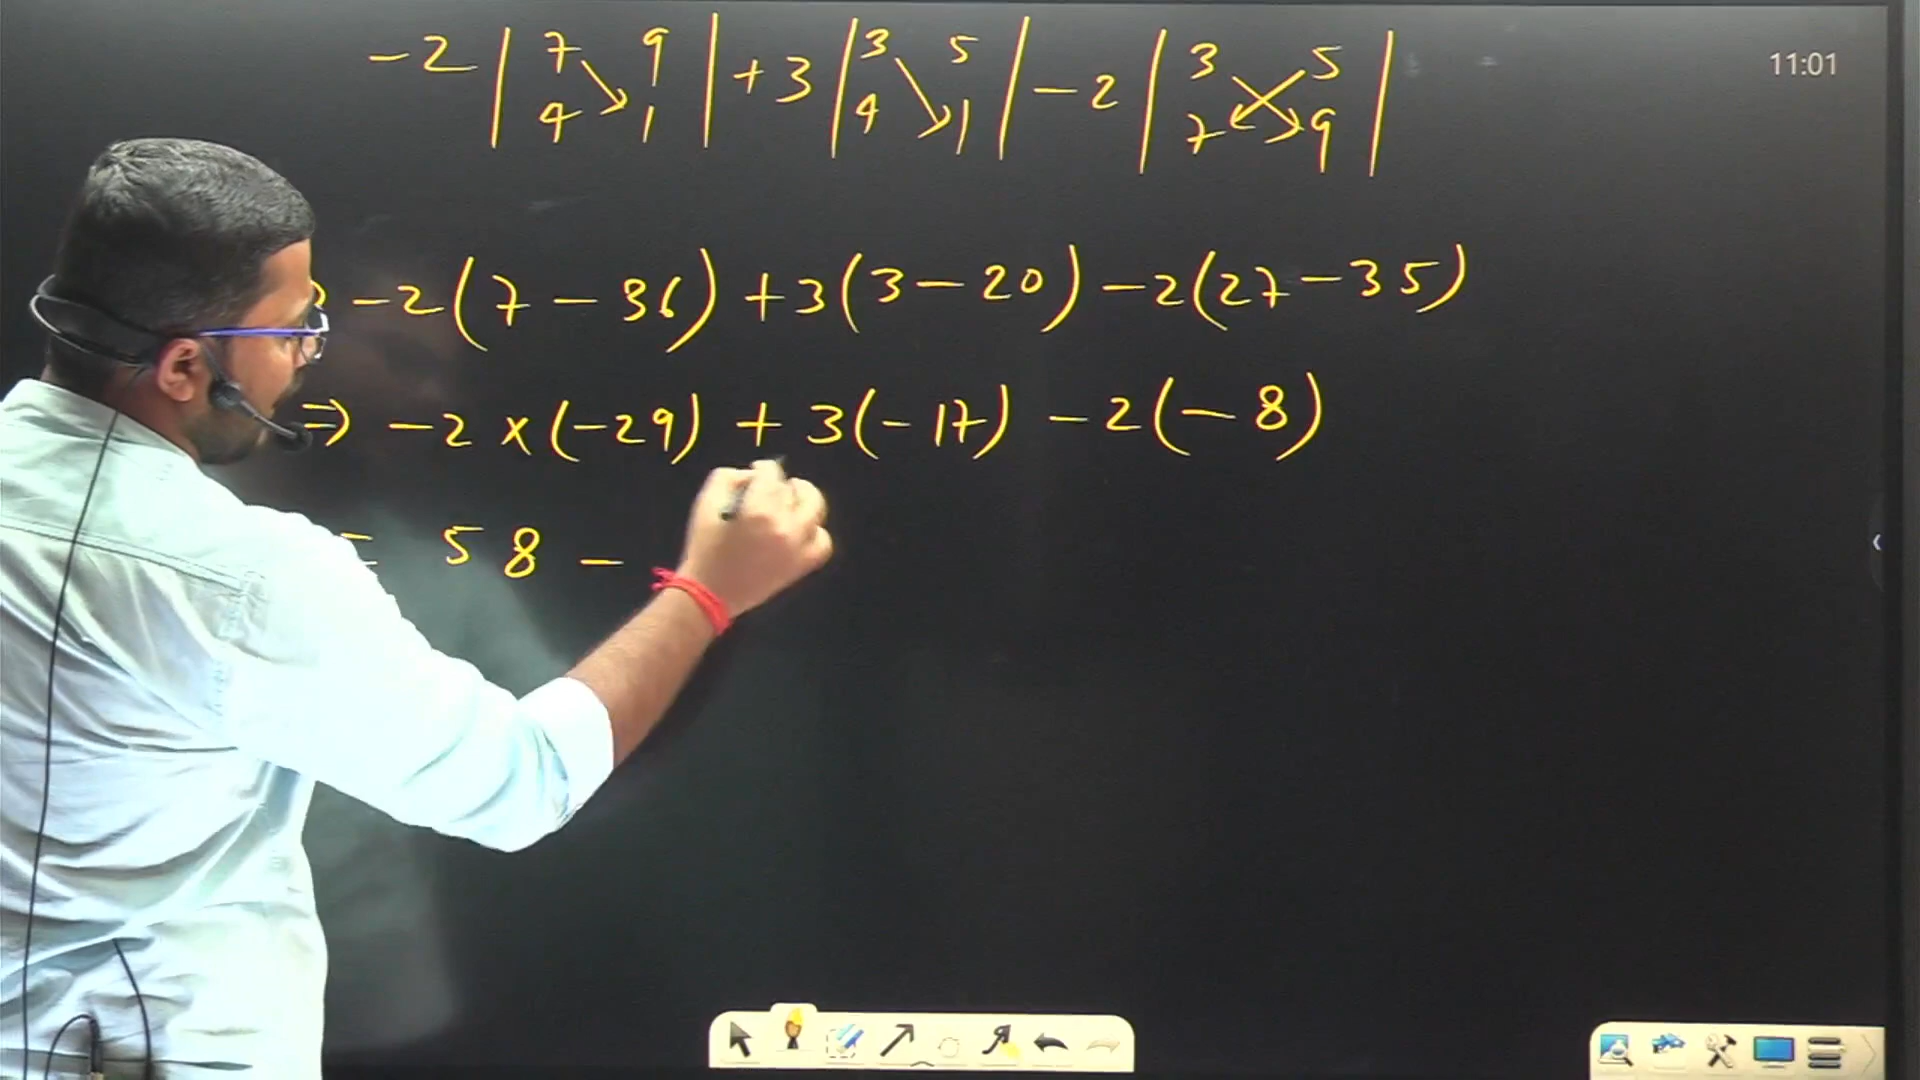 11:01
-2 | 7 9 | + 3 | 3 5 | - 2 | 3 5 |
4 1 4 1 7 9
-2 ( 7 - 36 ) + 3 ( 3 - 20 ) - 2 ( 27 - 35 )
⇒ -2 × (-29) + 3 (-17) - 2 (-8)
= 58 -